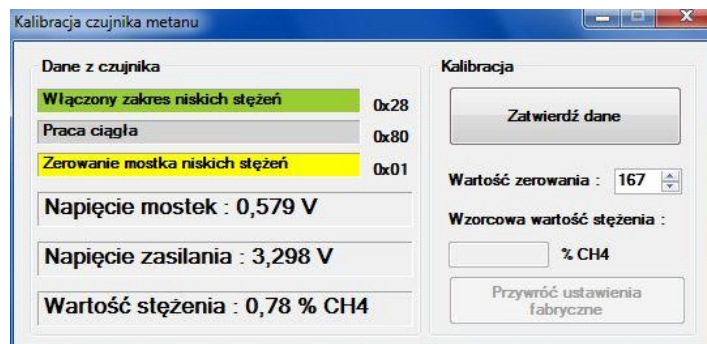 Kalibracja czujnika metanu
Dane z czujnika
Włączony zakres niskich stężeń 0x28
Praca ciągła 0x80
Zerowanie mostka niskich stężeń 0x01
Napięcie mostek : 0,579 V
Napięcie zasilania : 3,298 V
Wartość stężenia : 0,78 % CH4
Kalibracja
Zatwierdź dane
Wartość zerowania : 167
Wzorcowa wartość stężenia :
% CH4
Przywróć ustawienia
fabryczne